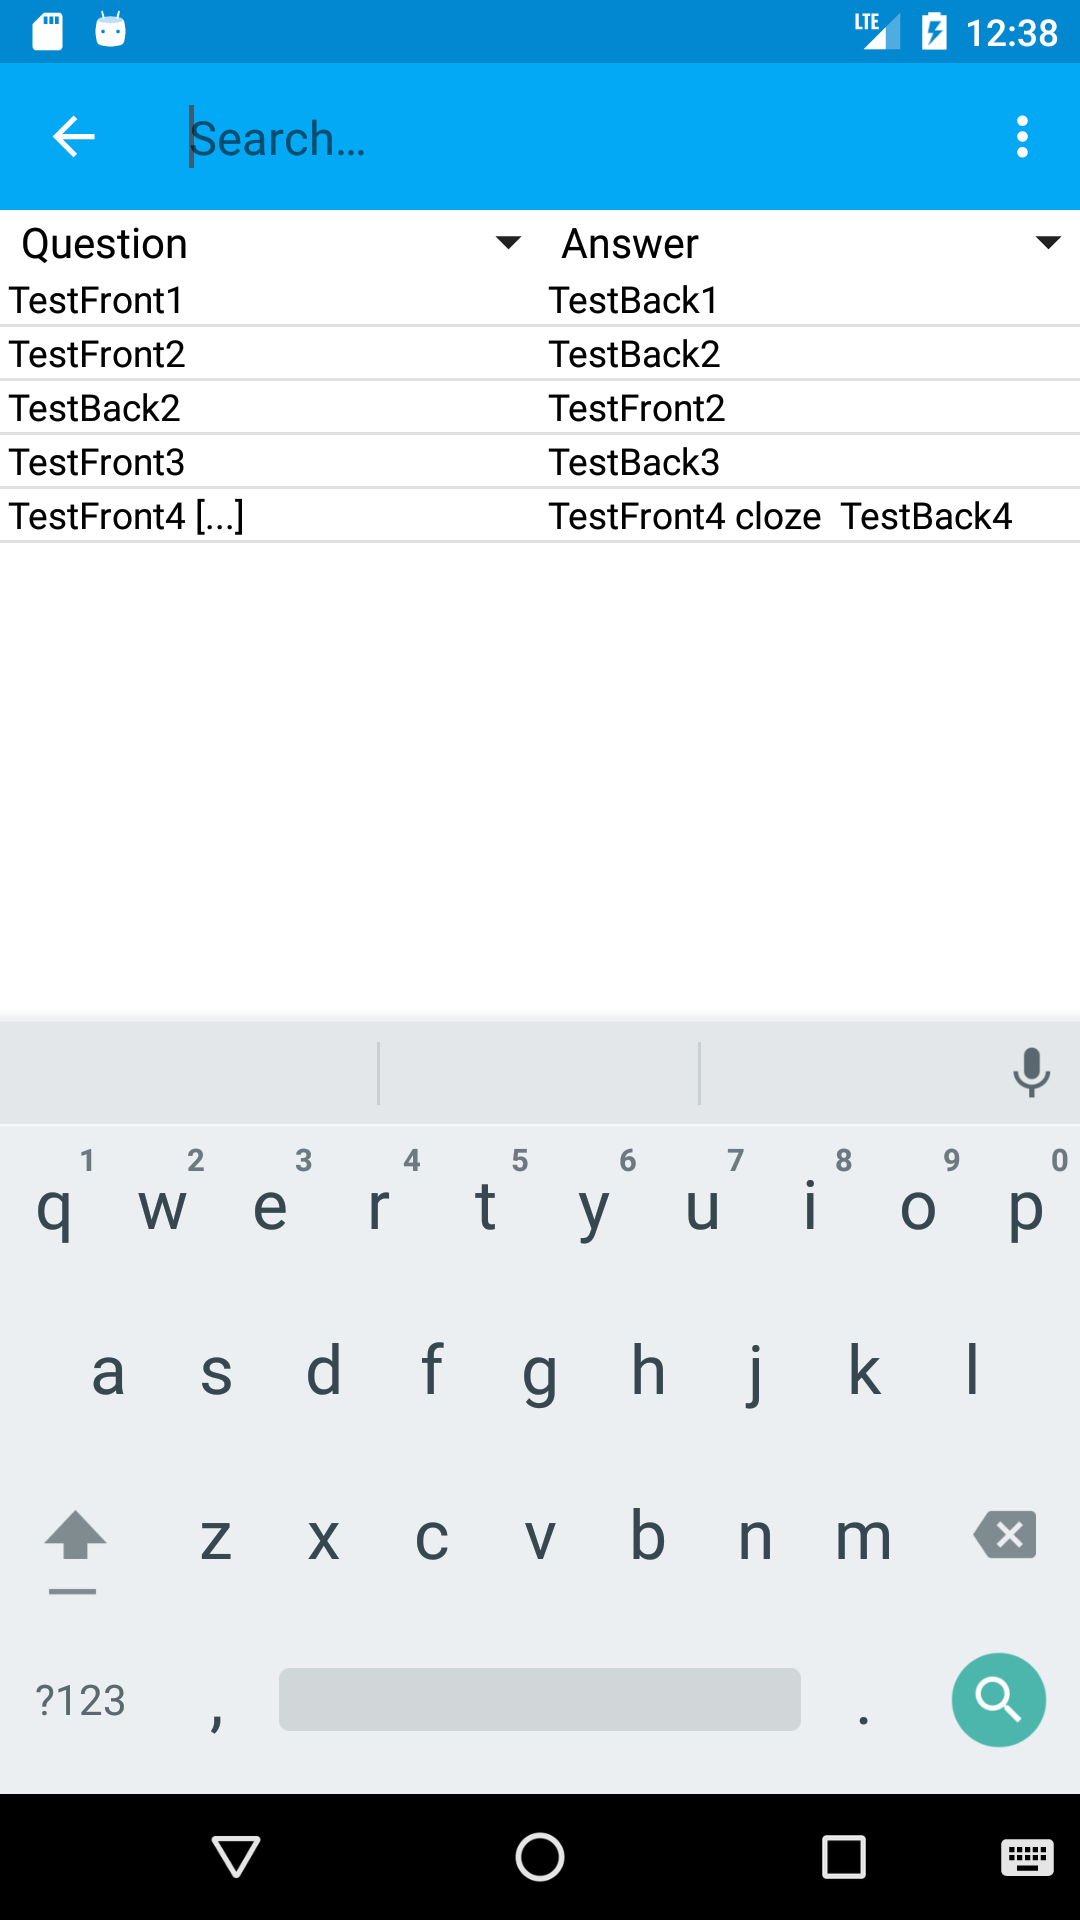 LTE 12:38
Search...
Question Answer
TestFront1 TestBack1
TestFront2 TestBack2
TestBack2 TestFront2
TestFront3 TestBack3
TestFront4 [...] TestFront4 cloze TestBack4
1 2 3 4 5 6 7 8 9 0
q w e r t y u i o p
a s d f g h j k l
z x c v b n m
?123 , .